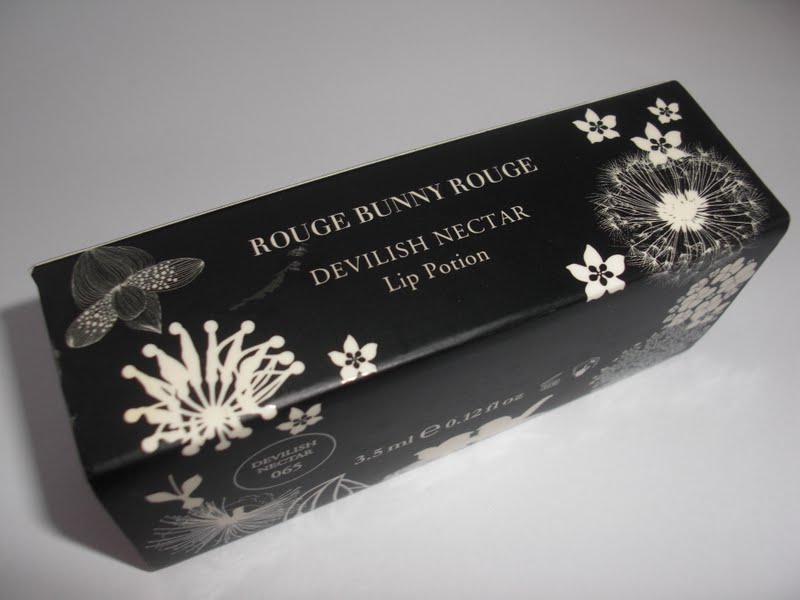 ROUGE BUNNY ROUGE
DEVILISH NECTAR
Lip Potion
DEVILISH
NECTAR
065
3.5 ml ℮ 0.12 fl oz